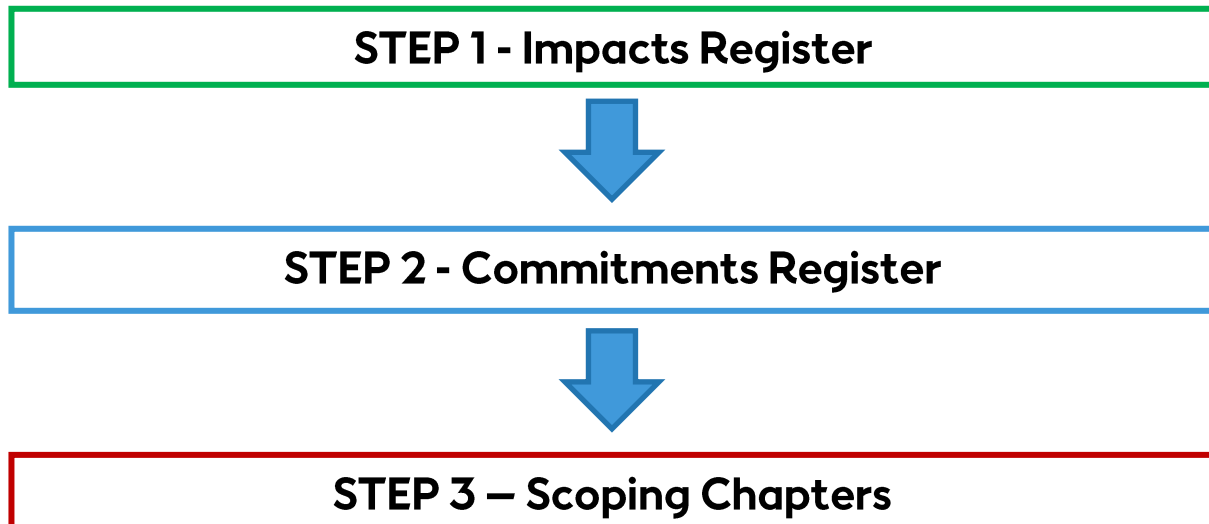 STEP 1 - Impacts Register
STEP 2 - Commitments Register
STEP 3 – Scoping Chapters